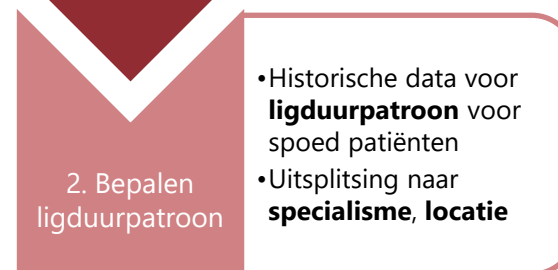 2. Bepalen
ligduurpatroon
•Historische data voor
ligduurpatroon voor
spoed patiënten
•Uitsplitsing naar
specialisme, locatie